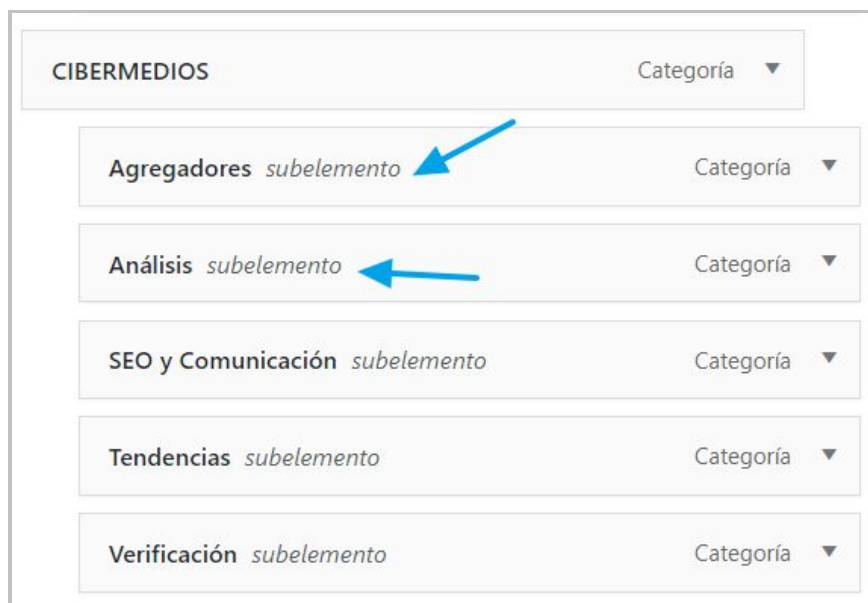 CIBERMEDIOS Categoría
Agregadores subelemento Categoría
Análisis subelemento Categoría
SEO y Comunicación subelemento Categoría
Tendencias subelemento Categoría
Verificación subelemento Categoría